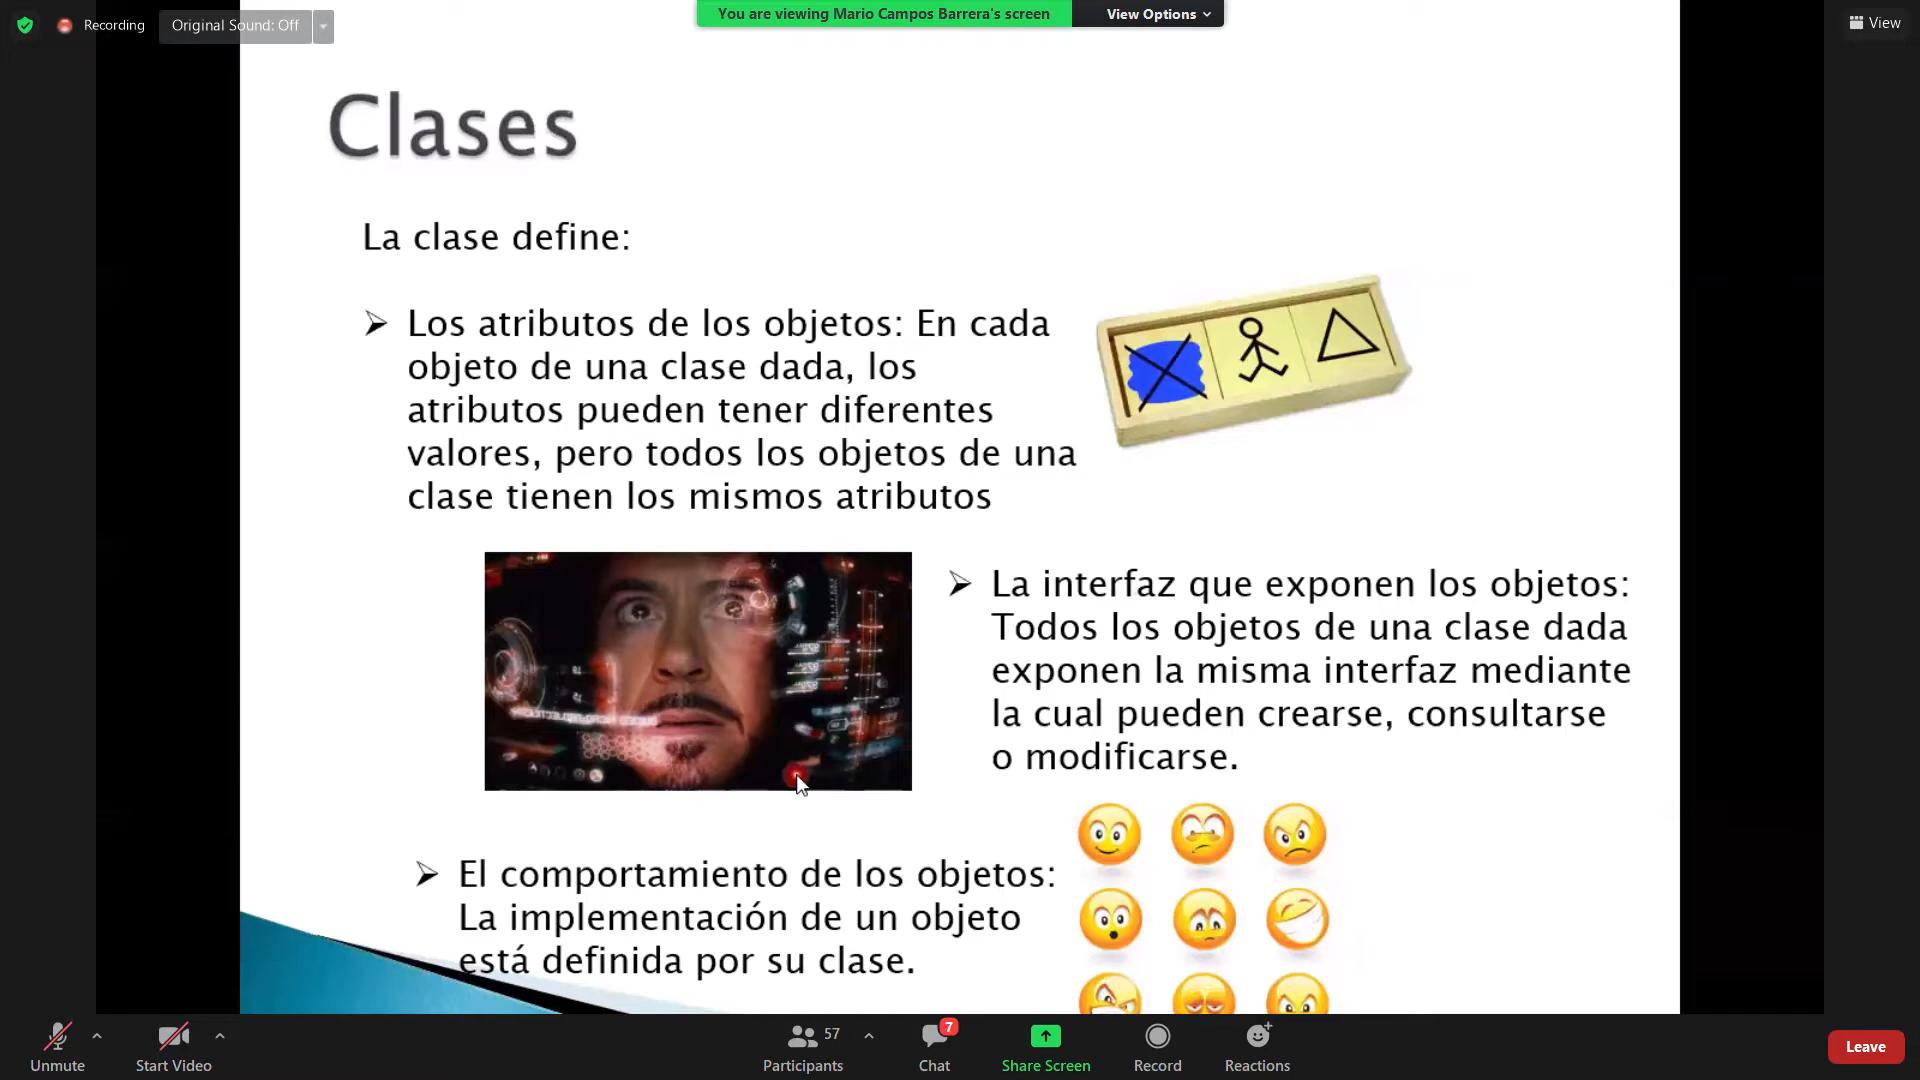 Recording
Original Sound: Off
You are viewing Mario Campos Barrera's screen
View Options
View
Clases
La clase define:
Los atributos de los objetos: En cada
objeto de una clase dada, los
atributos pueden tener diferentes
valores, pero todos los objetos de una
clase tienen los mismos atributos
La interfaz que exponen los objetos:
Todos los objetos de una clase dada
exponen la misma interfaz mediante
la cual pueden crearse, consultarse
o modificarse.
El comportamiento de los objetos:
La implementación de un objeto
está definida por su clase.
Unmute
Start Video
57
Participants
7
Chat
Share Screen
Record
Reactions
Leave